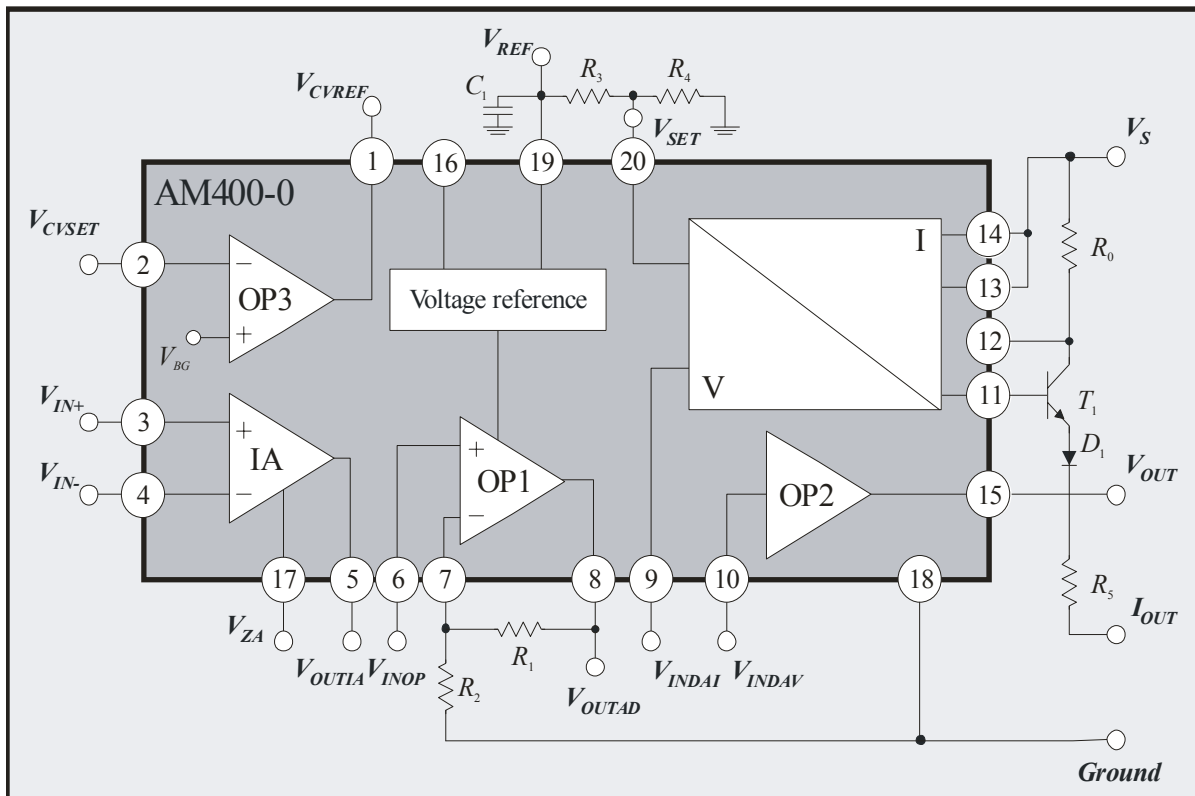 V_REF
R_3
R_4
C_1
V_CVREF
V_SET
V_S
1
16
19
20
AM400-0
V_CVSET
2
−
OP3
+
V_BG
Voltage reference
I
V
14
13
12
11
R_0
T_1
D_1
V_IN+
3
V_IN-
4
+
IA
−
+
OP1
−
OP2
15
V_OUT
17
5
6
7
8
9
10
18
R_5
I_OUT
V_ZA
V_OUTIA
V_INOP
R_1
R_2
V_OUTAD
V_INDAI
V_INDAV
Ground